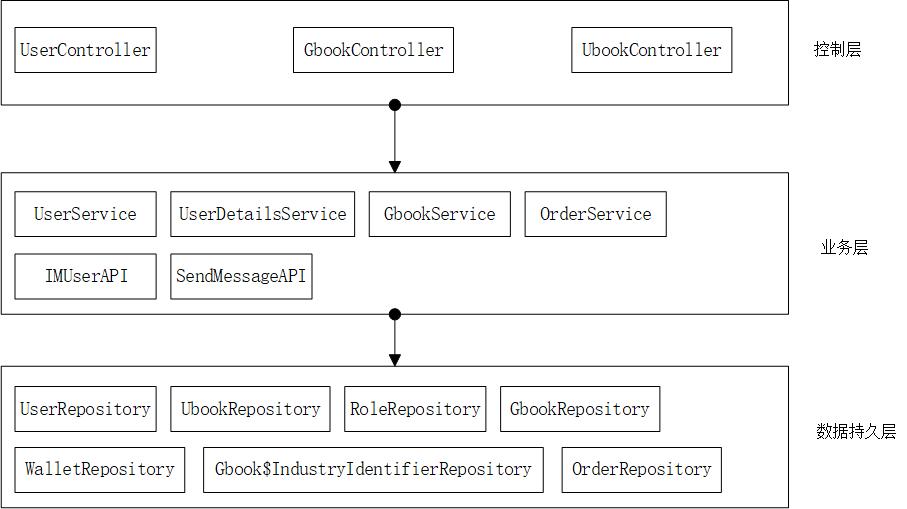 UserController
GbookController
UbookController
控制层
UserService
UserDetailsService
GbookService
OrderService
业务层
IMUserAPI
SendMessageAPI
UserRepository
UbookRepository
RoleRepository
GbookRepository
数据持久层
WalletRepository
Gbook$IndustryIdentifierRepository
OrderRepository